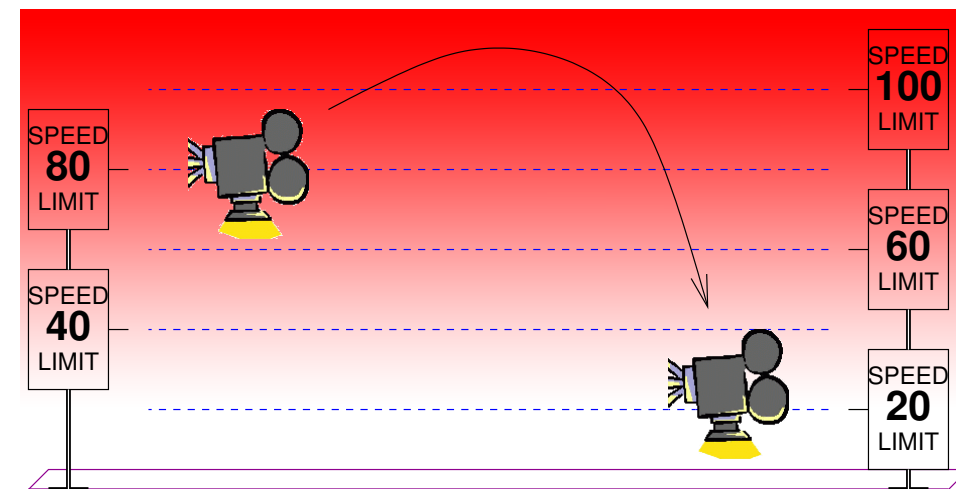 SPEED
80
LIMIT
SPEED
40
LIMIT
SPEED
100
LIMIT
SPEED
60
LIMIT
SPEED
20
LIMIT